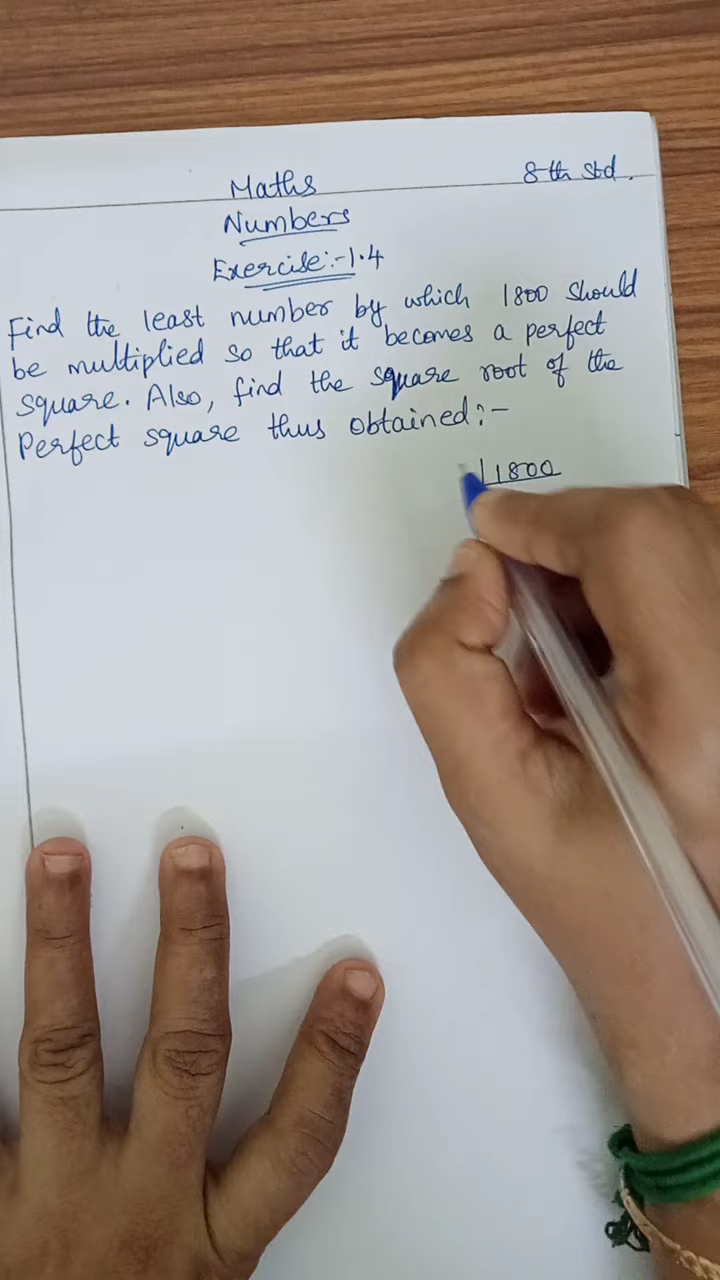 Maths
8th std.
Numbers
Exercise:-1.4
Find the least number by which 1800 should
be multiplied so that it becomes a perfect
square. Also, find the square root of the
Perfect square thus obtained:-
1800